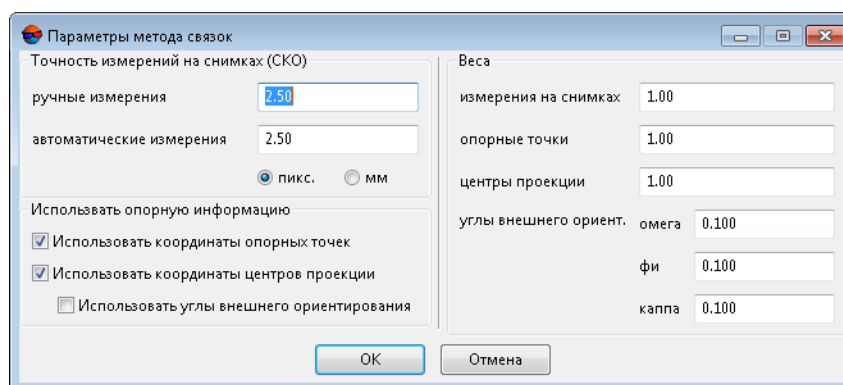 Параметры метода связок
Точность измерений на снимках (СКО)
ручные измерения 2.50
автоматические измерения 2.50
пикс. мм
Использвать опорную информацию
Использовать координаты опорных точек
Использовать координаты центров проекции
Использовать углы внешнего ориентирования
Веса
измерения на снимках 1.00
опорные точки 1.00
центры проекции 1.00
углы внешнего ориент. омега 0.100
фи 0.100
каппа 0.100
OK Отмена